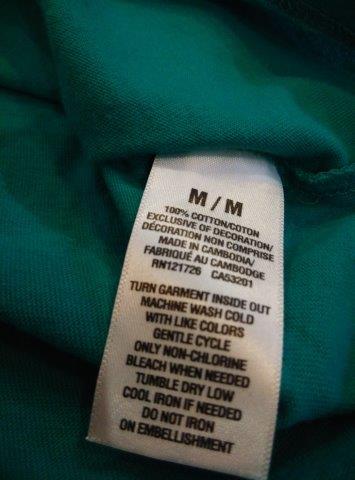 M / M
100% COTTON/COTON
EXCLUSIVE OF DECORATION/
DÉCORATION NON COMPRISE
MADE IN CAMBODIA/
FABRIQUÉ AU CAMBODGE
RN121726 CA53201
TURN GARMENT INSIDE OUT
MACHINE WASH COLD
WITH LIKE COLORS
GENTLE CYCLE
ONLY NON-CHLORINE
BLEACH WHEN NEEDED
TUMBLE DRY LOW
COOL IRON IF NEEDED
DO NOT IRON
ON EMBELLISHMENT